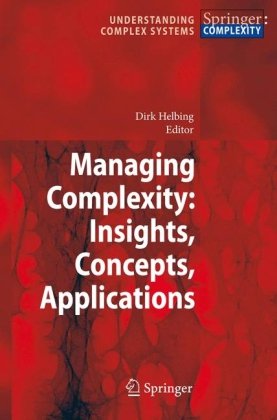 UNDERSTANDING
COMPLEX SYSTEMS
Springer:
COMPLEXITY
Dirk Helbing
Editor
Managing
Complexity:
Insights,
Concepts,
Applications
Springer